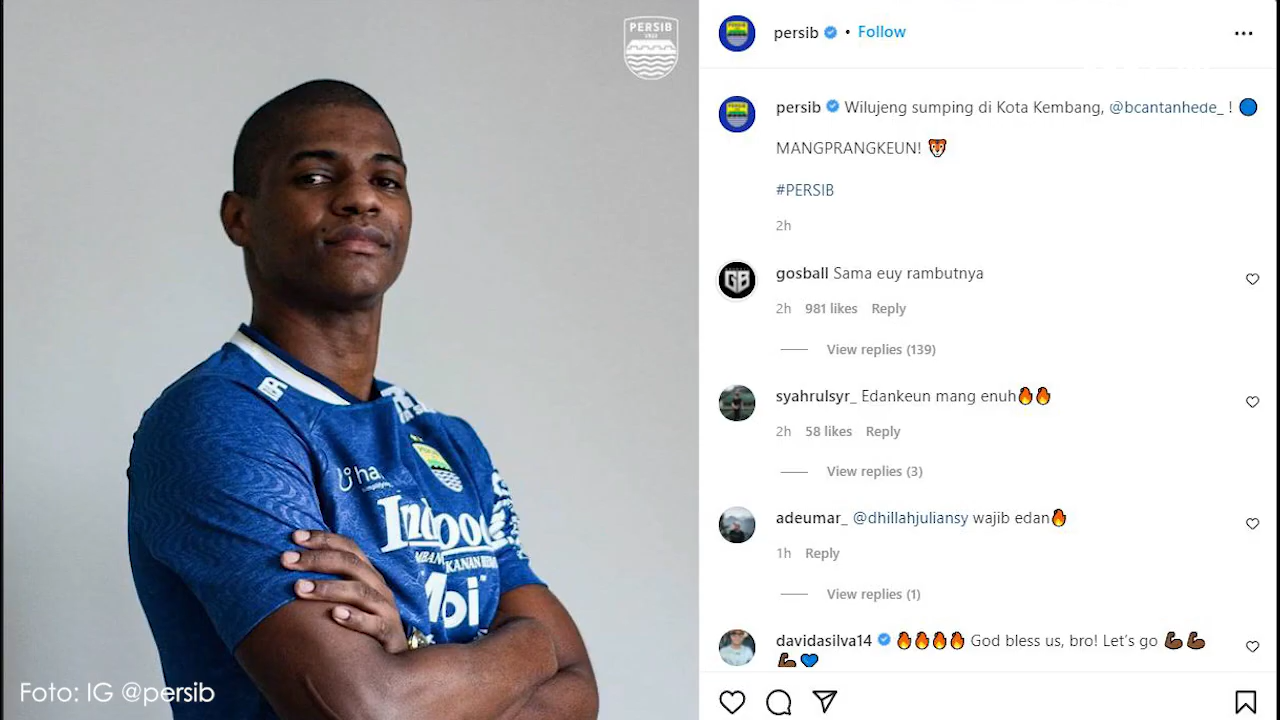 PERSIB
1933
Indbood
Foto: IG @persib
persib • Follow
persib Wilujeng sumping di Kota Kembang, @bcantanhede_ !
MANGPRANGKEUN!
#PERSIB
2h
gosball Sama euy rambutnya
2h 981 likes Reply
View replies (139)
syahrulsyr_ Edankeun mang enuh
2h 58 likes Reply
View replies (3)
adeumar_ @dhillahjuliansy wajib edan
1h Reply
View replies (1)
davidasilva14 God bless us, bro! Let's go